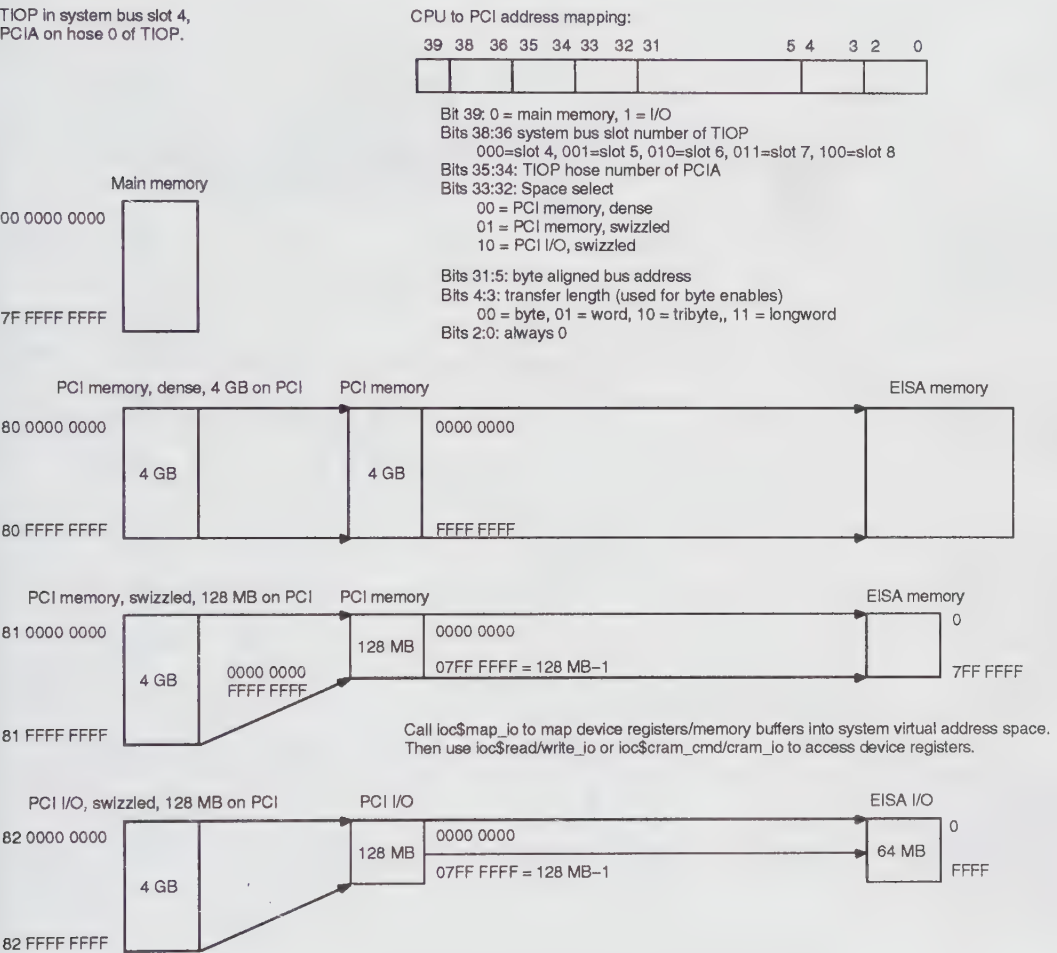 TIOP in system bus slot 4,
PCIA on hose 0 of TIOP.
CPU to PCI address mapping:
39 38 36 35 34 33 32 31 5 4 3 2 0
Bit 39: 0 = main memory, 1 = I/O
Bits 38:36 system bus slot number of TIOP
000=slot 4, 001=slot 5, 010=slot 6, 011=slot 7, 100=slot 8
Bits 35:34: TIOP hose number of PCIA
Bits 33:32: Space select
00 = PCI memory, dense
01 = PCI memory, swizzled
10 = PCI I/O, swizzled
Bits 31:5: byte aligned bus address
Bits 4:3: transfer length (used for byte enables)
00 = byte, 01 = word, 10 = tribyte,, 11 = longword
Bits 2:0: always 0
Main memory
00 0000 0000
7F FFFF FFFF
PCI memory, dense, 4 GB on PCI PCI memory EISA memory
80 0000 0000 0000 0000
4 GB 4 GB
80 FFFF FFFF FFFF FFFF
PCI memory, swizzled, 128 MB on PCI PCI memory EISA memory
81 0000 0000 0000 0000 0
128 MB
4 GB 0000 0000 07FF FFFF = 128 MB–1 7FF FFFF
FFFF FFFF
81 FFFF FFFF
Call ioc$map_io to map device registers/memory buffers into system virtual address space.
Then use ioc$read/write_io or ioc$cram_cmd/cram_io to access device registers.
PCI I/O, swizzled, 128 MB on PCI PCI I/O EISA I/O
82 0000 0000 0000 0000 0
128 MB 64 MB
07FF FFFF = 128 MB–1 FFFF
4 GB
82 FFFF FFFF